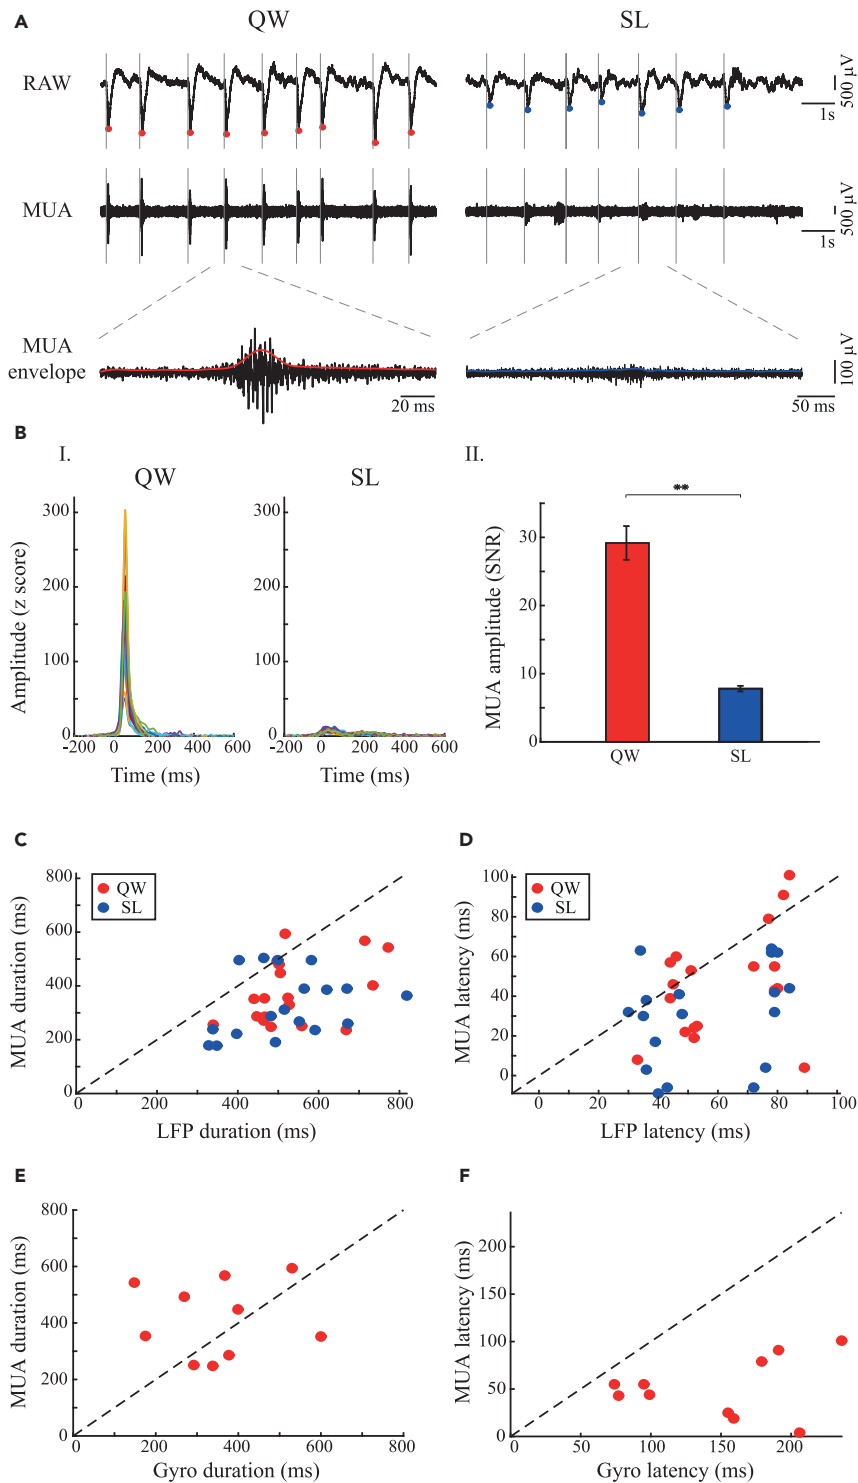 A
QW
SL
RAW
500 µV
1s
500 µV
1s
MUA
500 µV
1s
500 µV
1s
MUA
envelope
20 ms
100 µV
50 ms
B
I.
II.
QW
SL
**
Amplitude (z score)
300
200
100
0
-200 0 200 400 600
Time (ms)
300
200
100
0
-200 0 200 400 600
Time (ms)
MUA amplitude (SNR)
30
20
10
0
QW
SL
C
D
QW
SL
MUA duration (ms)
800
600
400
200
0
0 200 400 600 800
LFP duration (ms)
QW
SL
MUA latency (ms)
100
80
60
40
20
0
0 20 40 60 80 100
LFP latency (ms)
E
F
MUA duration (ms)
800
600
400
200
0
0 200 400 600 800
Gyro duration (ms)
MUA latency (ms)
200
150
100
50
0
0 50 100 150 200
Gyro latency (ms)